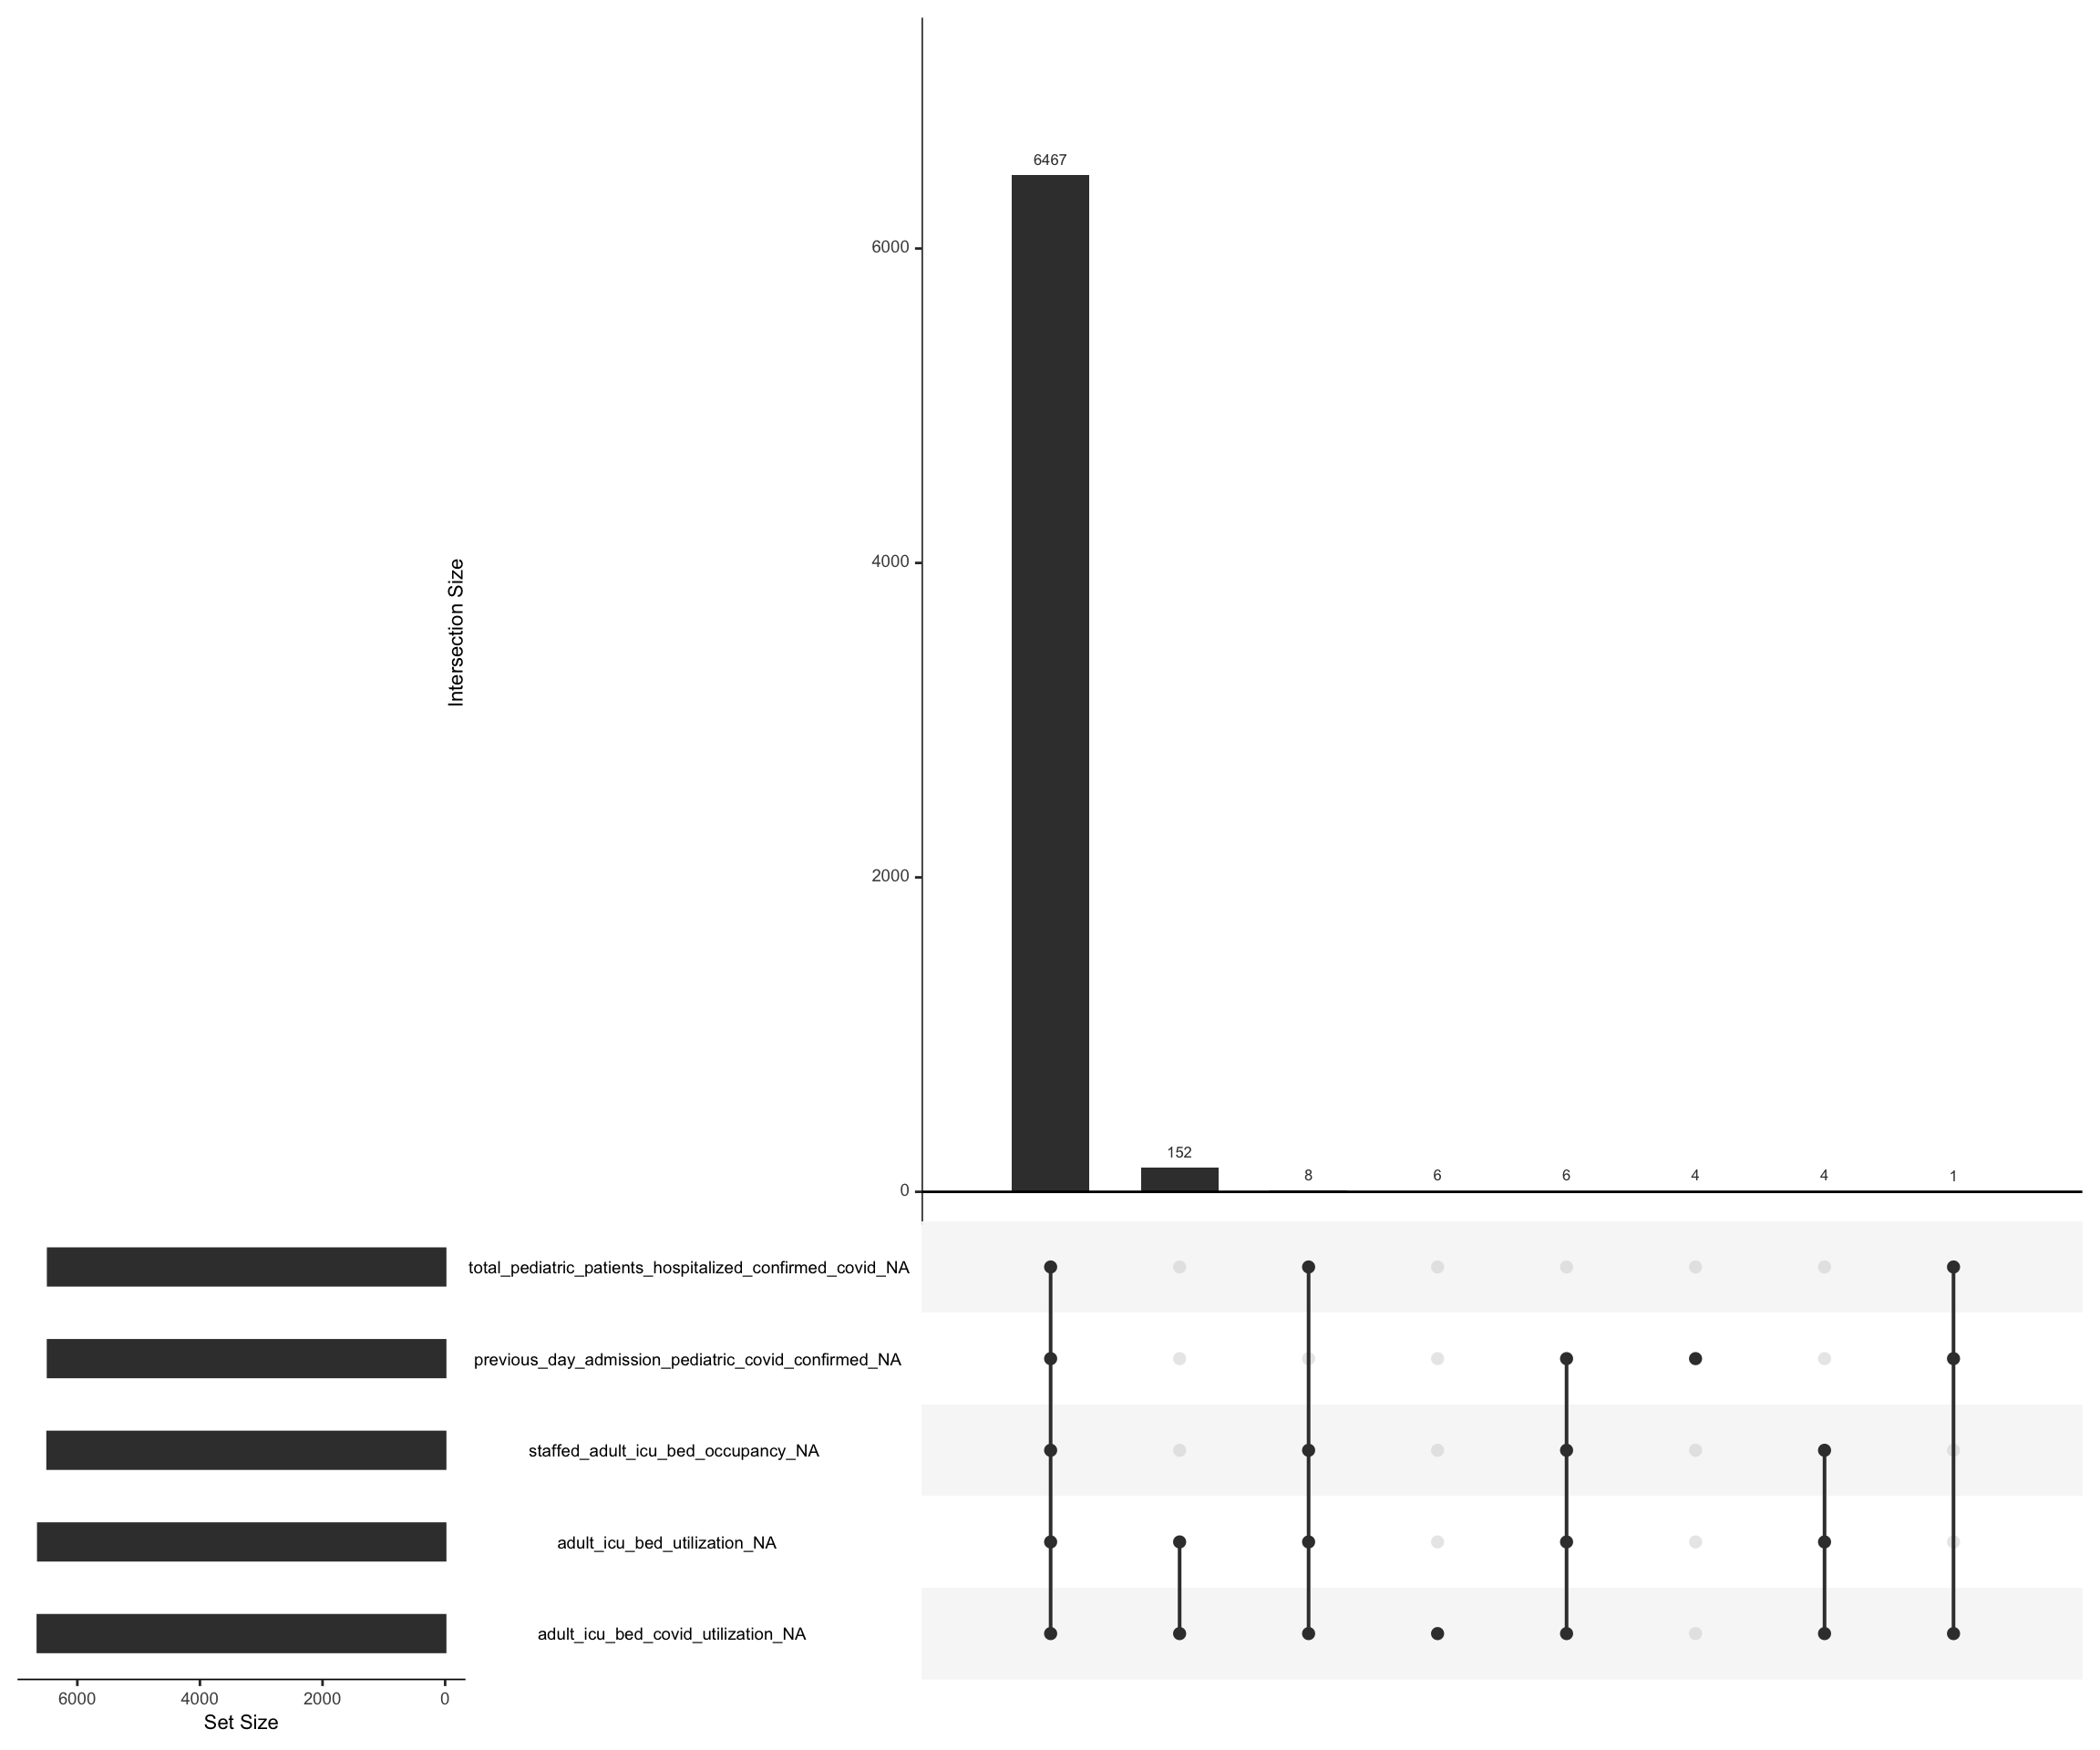 6467
6000
4000
Intersection Size
2000
152
8
6
6
4
4
1
0
total_pediatric_patients_hospitalized_confirmed_covid_NA
previous_day_admission_pediatric_covid_confirmed_NA
staffed_adult_icu_bed_occupancy_NA
adult_icu_bed_utilization_NA
adult_icu_bed_covid_utilization_NA
6000 4000 2000 0
Set Size